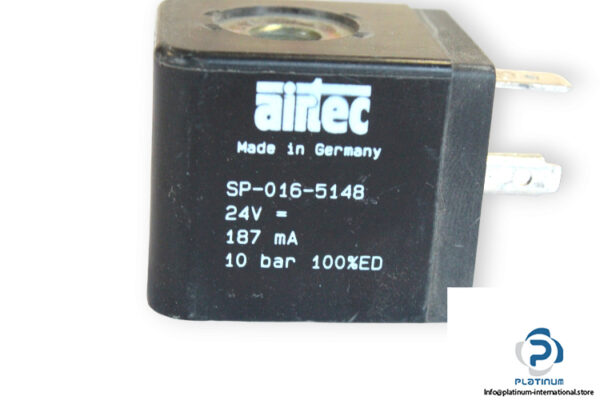 airtec
Made in Germany
SP-016-5148
24V =
187 mA
10 bar 100%ED
PLATINUM
Info@platinum-international.store